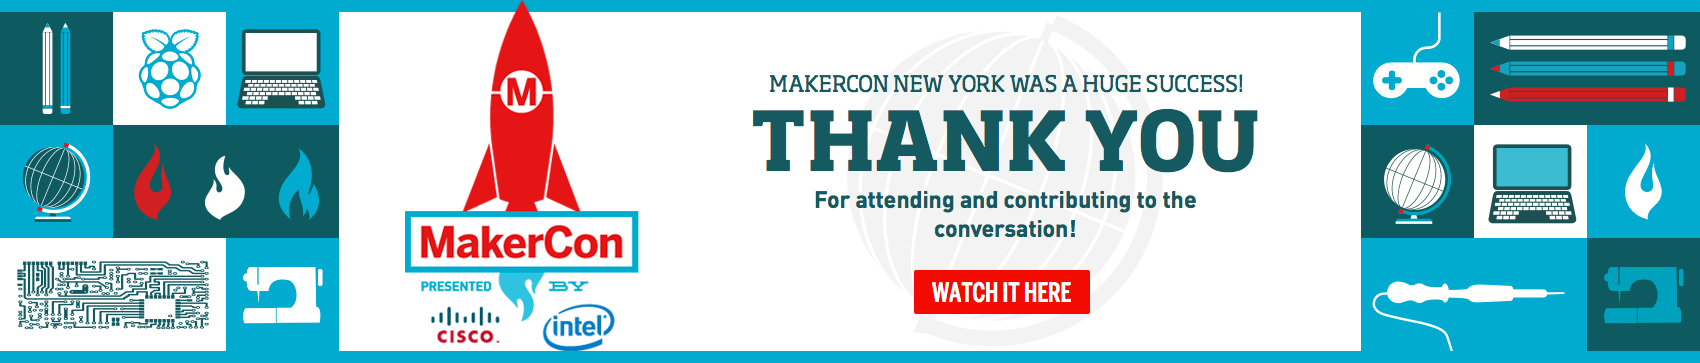 M
MakerCon
PRESENTED BY
CISCO.
intel
MAKERCON NEW YORK WAS A HUGE SUCCESS!
THANK YOU
For attending and contributing to the
conversation!
WATCH IT HERE